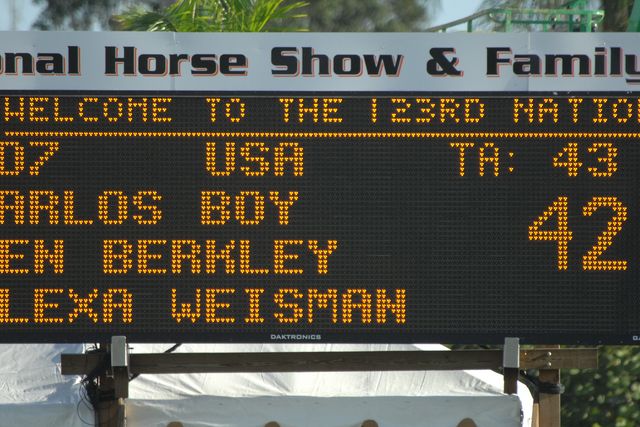 onal Horse Show & Family
WELCOME TO THE 123RD NATIO
07 USA TA: 43
ARLOS BOY
42
EN BERKLEY
LEXA WEISMAN
DAKTRONICS